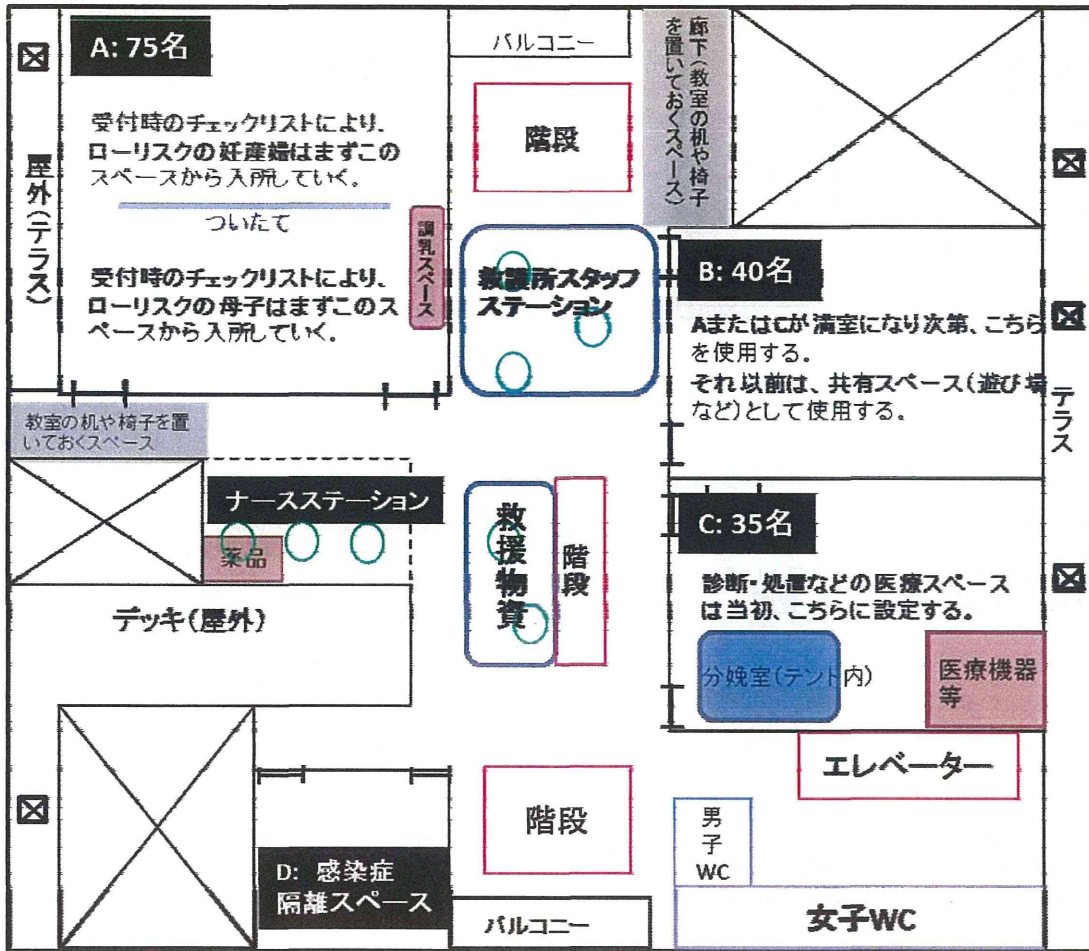 A: 75名
受付時のチェックリストにより、
ローリスクの妊産婦はまずこの
スペースから入所していく。
ついたて
受付時のチェックリストにより、
ローリスクの母子はまずこのス
ペースから入所していく。
調乳スペース
屋外(テラス)
バルコニー
階段
廊下(教室の机や椅子
を置いておくスペース)
救護所スタッフ
ステーション
B: 40名
AまたはCが満室になり次第、こちら
を使用する。
それ以前は、共有スペース(遊び場
など)として使用する。
テラス
教室の机や椅子を置
いておくスペース
ナースステーション
薬品
デッキ(屋外)
救援物資
階段
C: 35名
診断・処置などの医療スペース
は当初、こちらに設定する。
分娩室(テント内)
医療機器
等
エレベーター
階段
男子
WC
女子WC
D: 感染症
隔離スペース
バルコニー